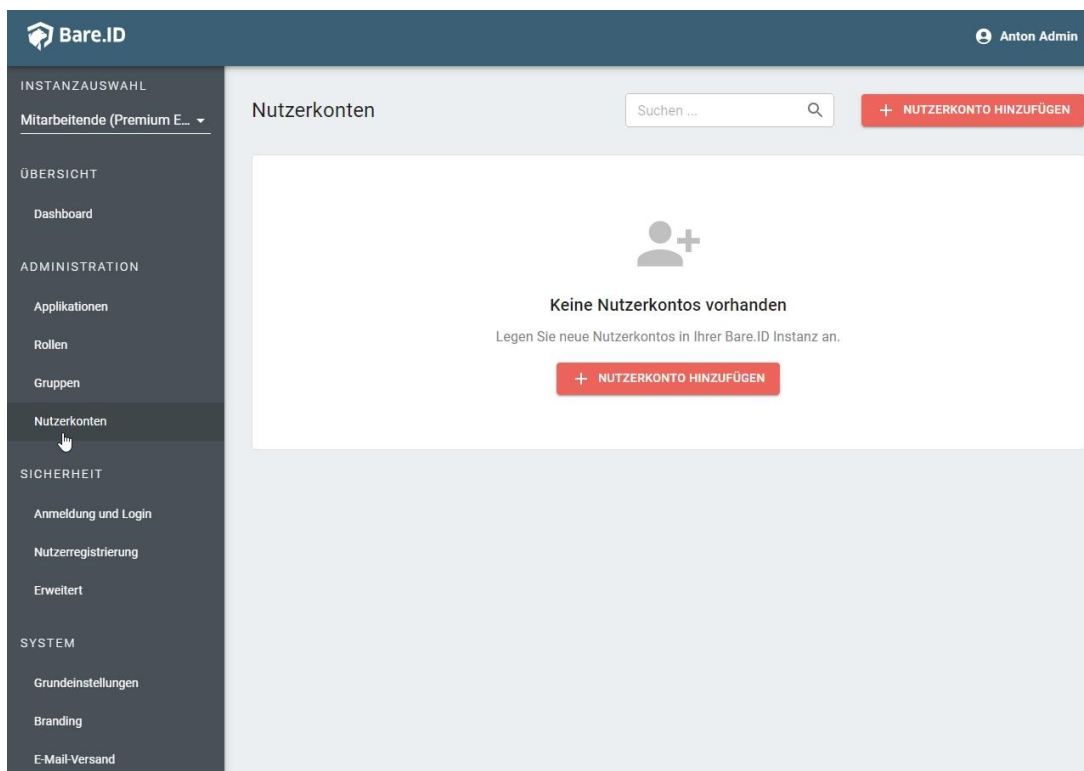 Bare.ID
Anton Admin
INSTANZAUSWAHL
Mitarbeitende (Premium E...
ÜBERSICHT
Dashboard
ADMINISTRATION
Applikationen
Rollen
Gruppen
Nutzerkonten
SICHERHEIT
Anmeldung und Login
Nutzerregistrierung
Erweitert
SYSTEM
Grundeinstellungen
Branding
E-Mail-Versand
Nutzerkonten
Suchen ...
+ NUTZERKONTO HINZUFÜGEN
Keine Nutzerkontos vorhanden
Legen Sie neue Nutzerkontos in Ihrer Bare.ID Instanz an.
+ NUTZERKONTO HINZUFÜGEN